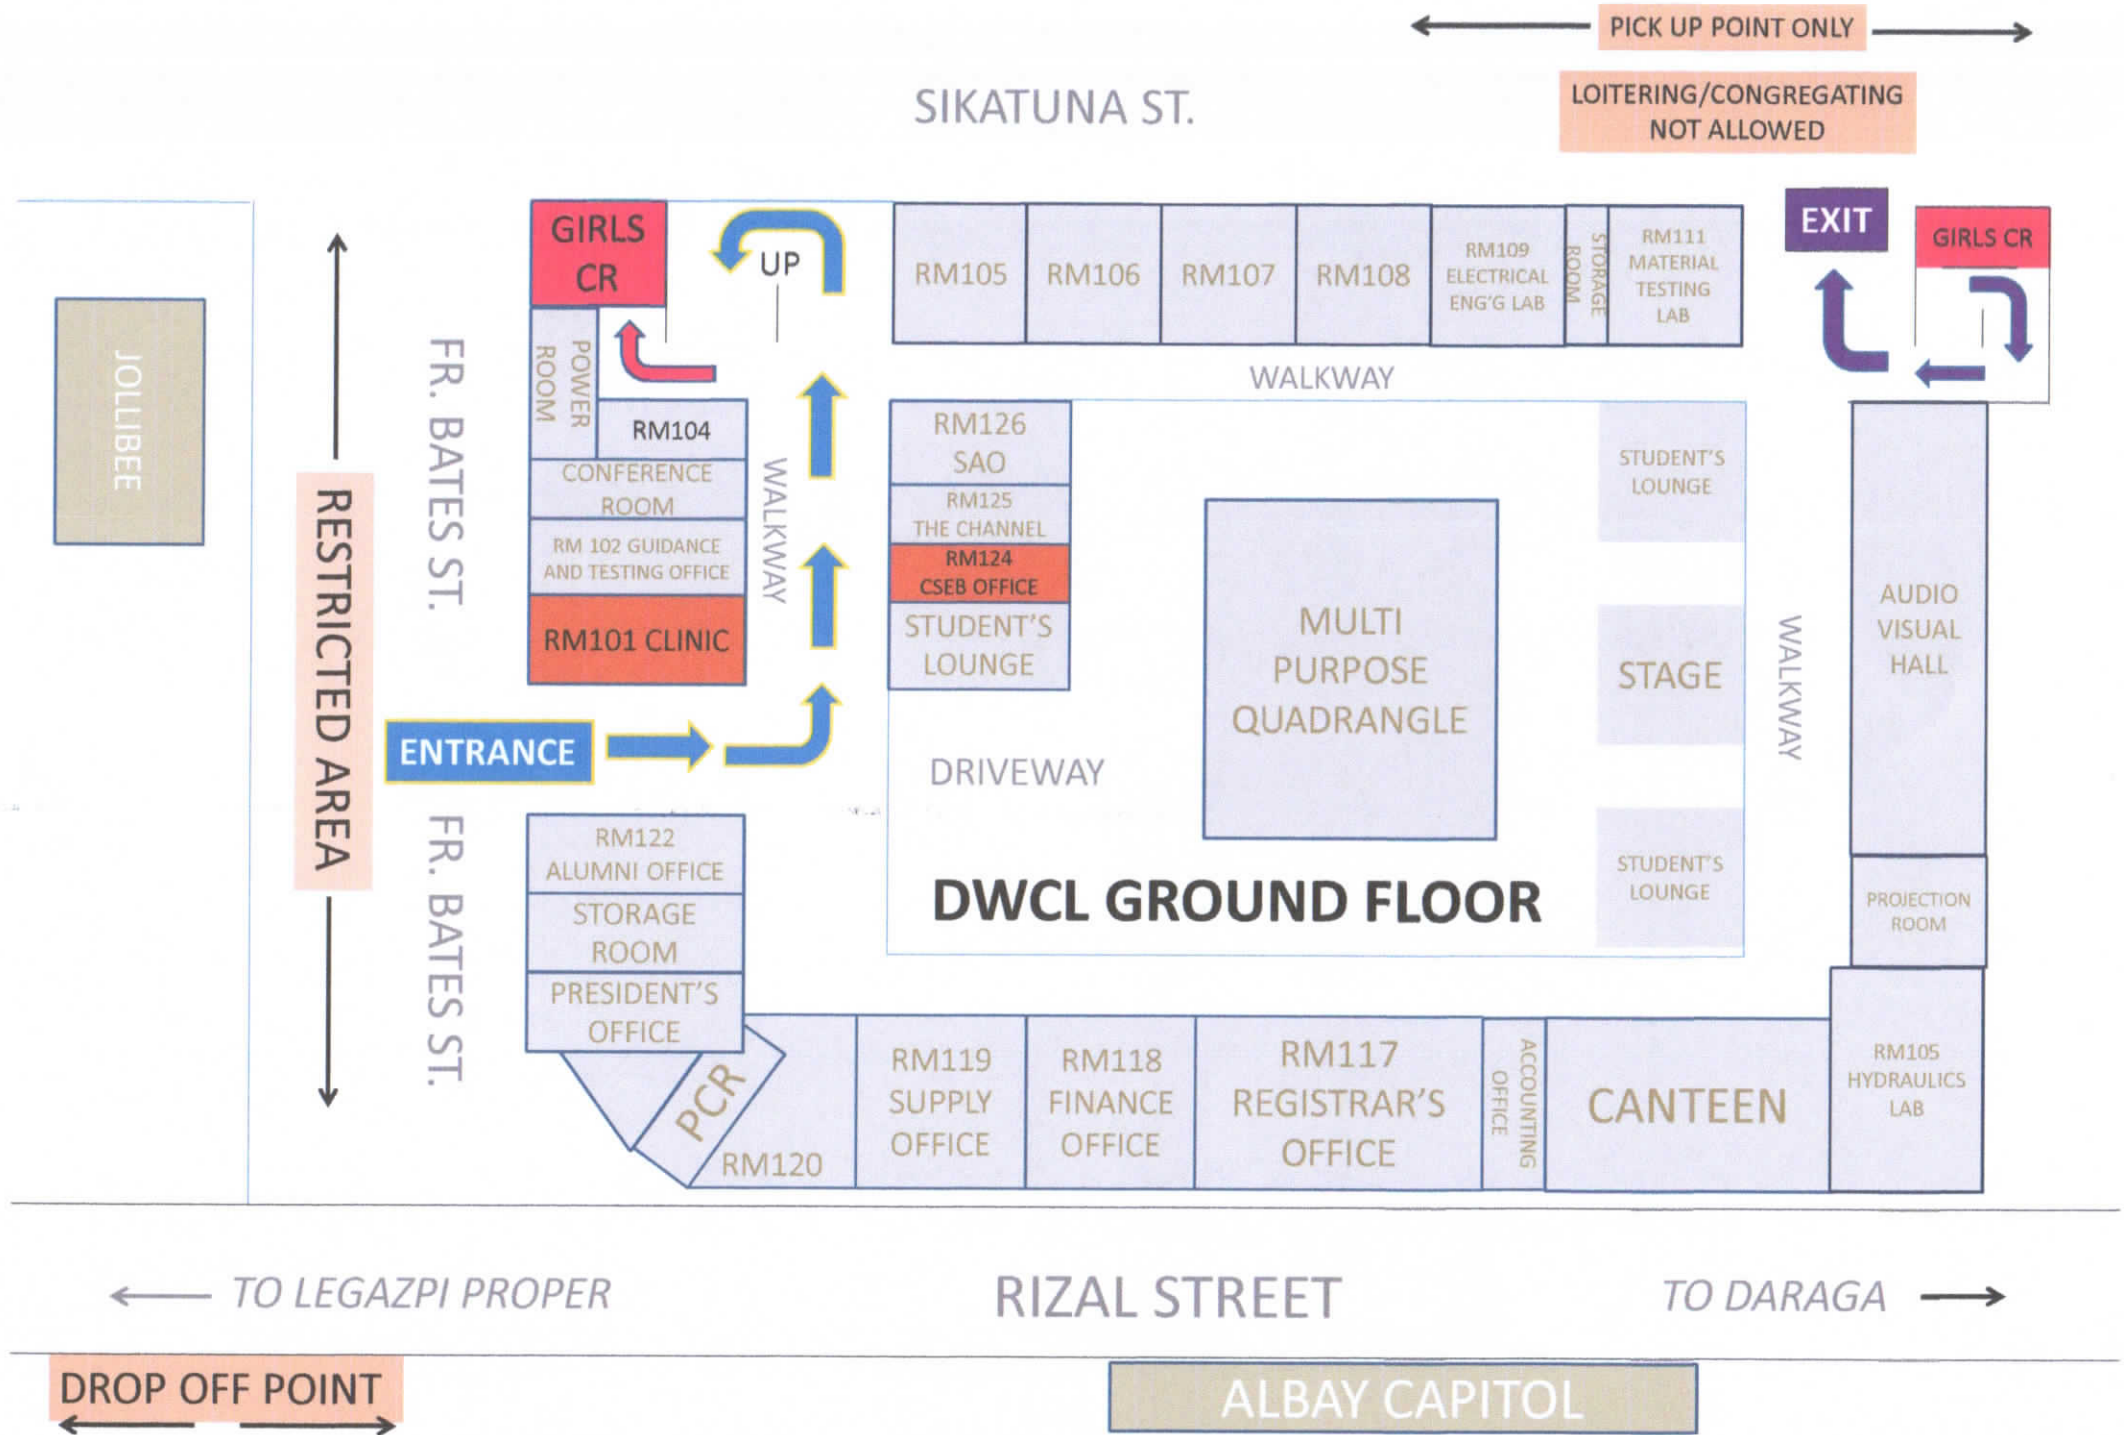 PICK UP POINT ONLY
LOITERING/CONGREGATING
NOT ALLOWED
SIKATUNA ST.
GIRLS
CR
UP
RM105
RM106
RM107
RM108
RM109
ELECTRICAL
ENG'G LAB
STORAGE
ROOM
RM111
MATERIAL
TESTING
LAB
EXIT
GIRLS CR
JOLLIBEE
RESTRICTED AREA
FR. BATES ST.
POWER
ROOM
RM104
CONFERENCE
ROOM
RM 102 GUIDANCE
AND TESTING OFFICE
RM101 CLINIC
WALKWAY
WALKWAY
RM126
SAO
RM125
THE CHANNEL
RM124
CSEB OFFICE
STUDENT'S
LOUNGE
MULTI
PURPOSE
QUADRANGLE
STUDENT'S
LOUNGE
STAGE
STUDENT'S
LOUNGE
WALKWAY
AUDIO
VISUAL
HALL
PROJECTION
ROOM
ENTRANCE
DRIVEWAY
DWCL GROUND FLOOR
FR. BATES ST.
RM122
ALUMNI OFFICE
STORAGE
ROOM
PRESIDENT'S
OFFICE
PCR
RM120
RM119
SUPPLY
OFFICE
RM118
FINANCE
OFFICE
RM117
REGISTRAR'S
OFFICE
ACCOUNTING
OFFICE
CANTEEN
RM105
HYDRAULICS
LAB
TO LEGAZPI PROPER
RIZAL STREET
TO DARAGA
DROP OFF POINT
ALBAY CAPITOL